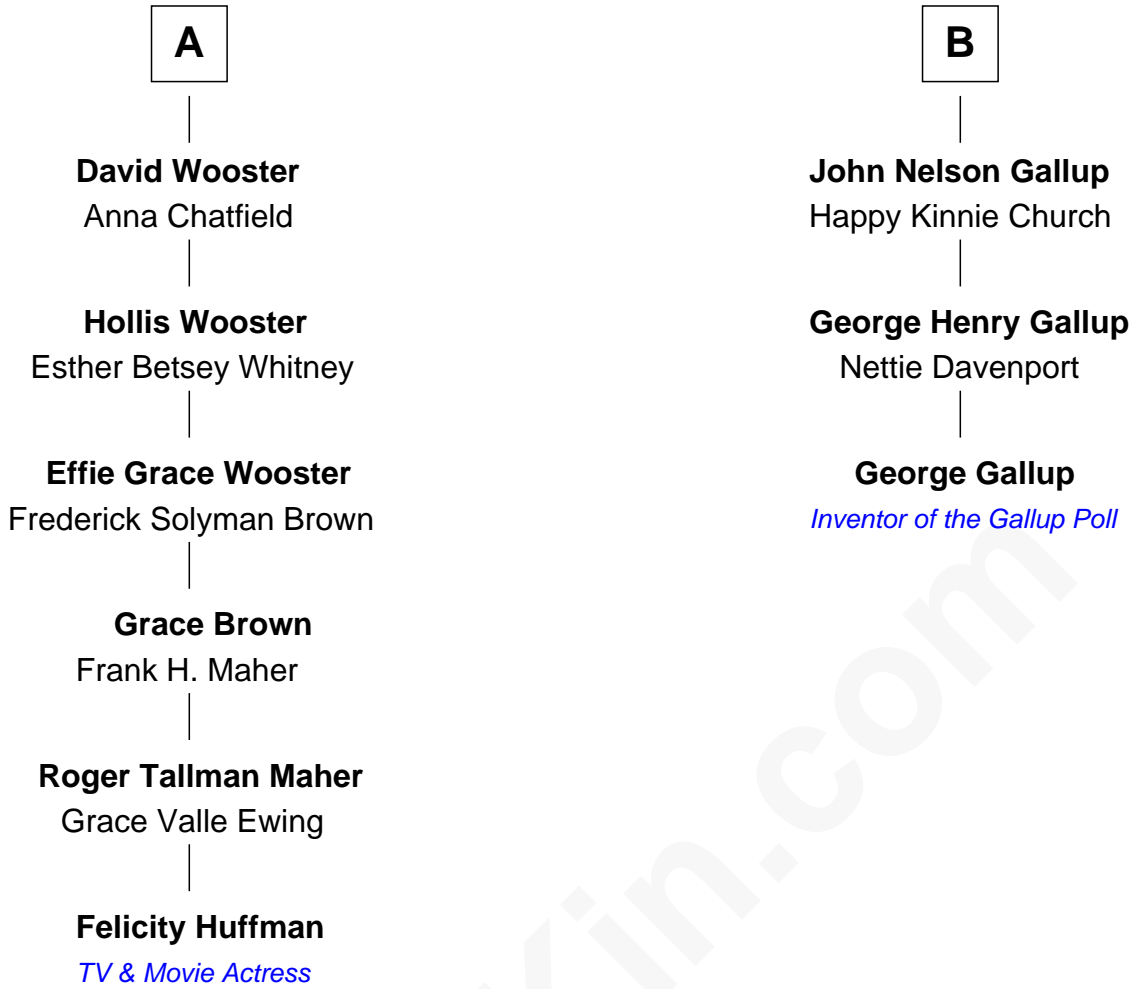 A
David Wooster
Anna Chatfield
Hollis Wooster
Esther Betsey Whitney
Effie Grace Wooster
Frederick Solyman Brown
Grace Brown
Frank H. Maher
Roger Tallman Maher
Grace Valle Ewing
Felicity Huffman
TV & Movie Actress
B
John Nelson Gallup
Happy Kinnie Church
George Henry Gallup
Nettie Davenport
George Gallup
Inventor of the Gallup Poll
Kin.com